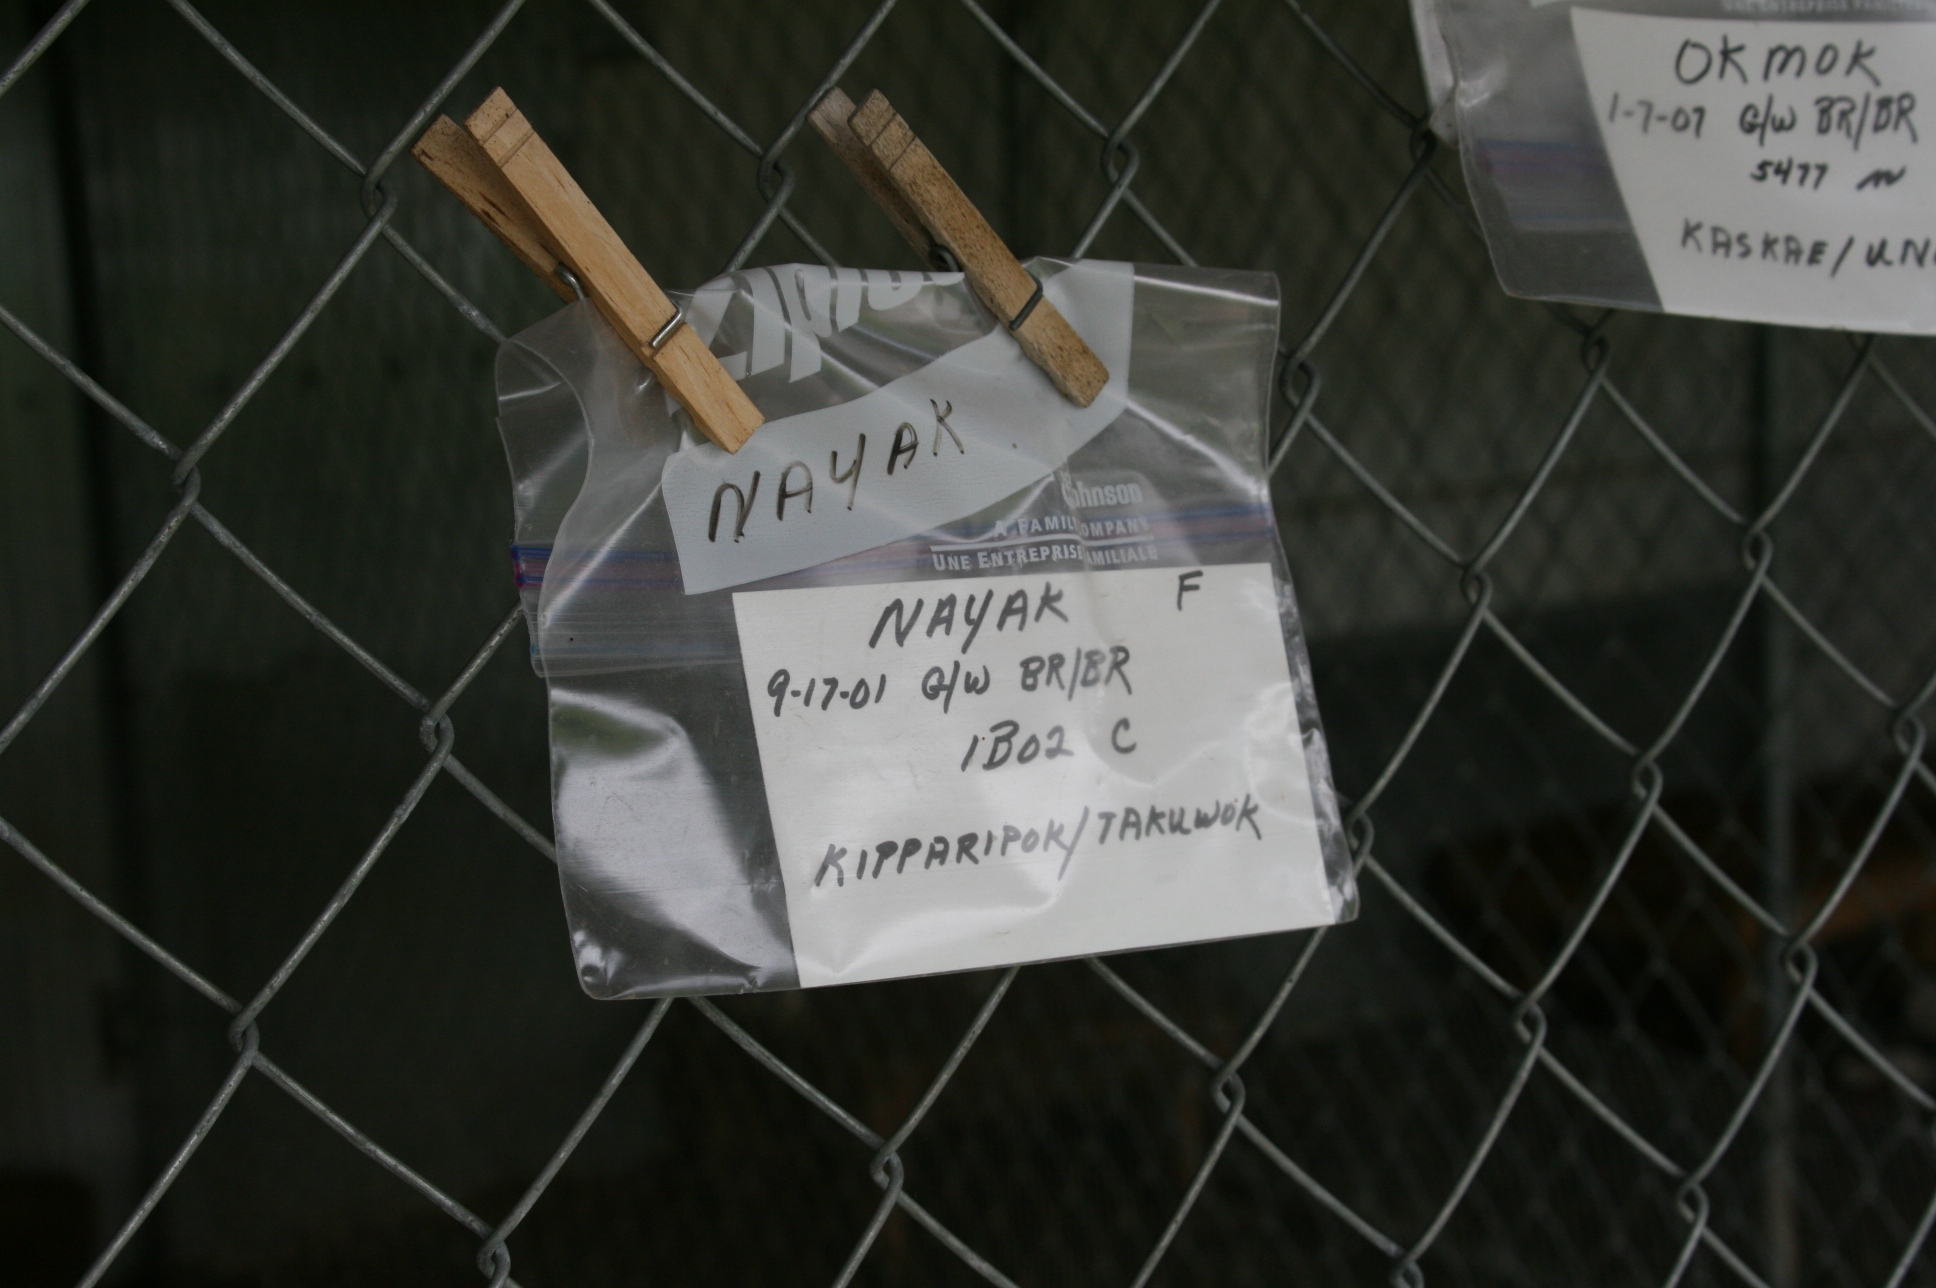 OKMOK
1-7-07 G/W BR/BR
5477
KASKAE/
NAYAK
Johnson
A FAMILY COMPANY
UNE ENTREPRISE FAMILIALE
NAYAK F
9-17-01 G/W BR/BR
1B02 C
KIPPARIPOK/TAKUWOK